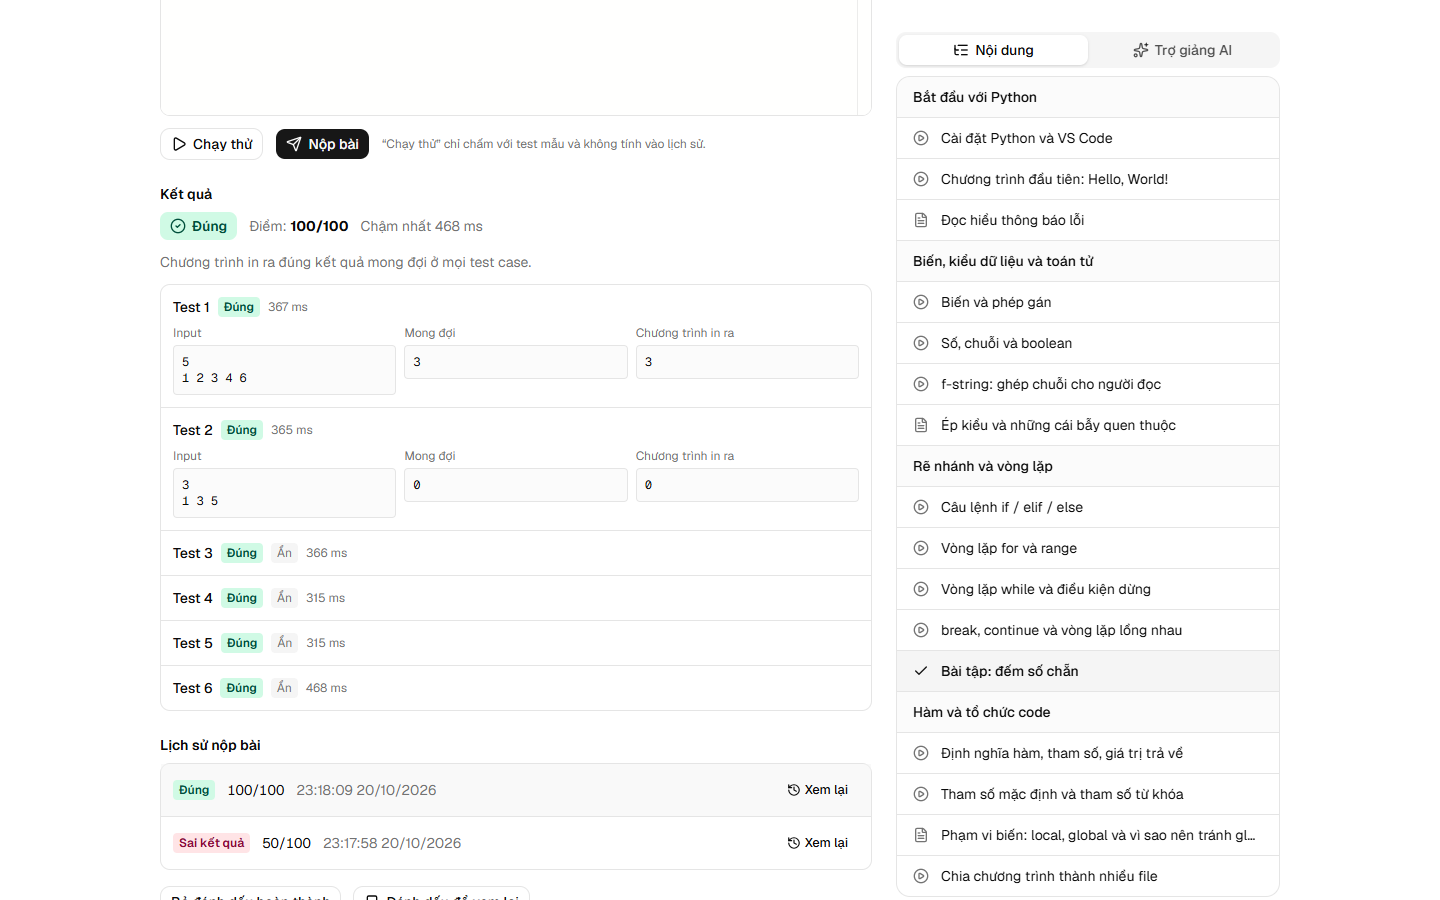 Chạy thử
Nộp bài
“Chạy thử” chỉ chấm với test mẫu và không tính vào lịch sử.
Kết quả
Đúng
Điểm: 100/100
Chậm nhất 468 ms
Chương trình in ra đúng kết quả mong đợi ở mọi test case.
Test 1 Đúng 367 ms
Input
5
1 2 3 4 6
Mong đợi
3
Chương trình in ra
3
Test 2 Đúng 365 ms
Input
3
1 3 5
Mong đợi
0
Chương trình in ra
0
Test 3 Đúng Ẩn 366 ms
Test 4 Đúng Ẩn 315 ms
Test 5 Đúng Ẩn 315 ms
Test 6 Đúng Ẩn 468 ms
Lịch sử nộp bài
Đúng 100/100 23:18:09 20/10/2026 Xem lại
Sai kết quả 50/100 23:17:58 20/10/2026 Xem lại
Nội dung
Trợ giảng AI
Bắt đầu với Python
Cài đặt Python và VS Code
Chương trình đầu tiên: Hello, World!
Đọc hiểu thông báo lỗi
Biến, kiểu dữ liệu và toán tử
Biến và phép gán
Số, chuỗi và boolean
f-string: ghép chuỗi cho người đọc
Ép kiểu và những cái bẫy quen thuộc
Rẽ nhánh và vòng lặp
Câu lệnh if / elif / else
Vòng lặp for và range
Vòng lặp while và điều kiện dừng
break, continue và vòng lặp lồng nhau
Bài tập: đếm số chẵn
Hàm và tổ chức code
Định nghĩa hàm, tham số, giá trị trả về
Tham số mặc định và tham số từ khóa
Phạm vi biến: local, global và vì sao nên tránh gl...
Chia chương trình thành nhiều file